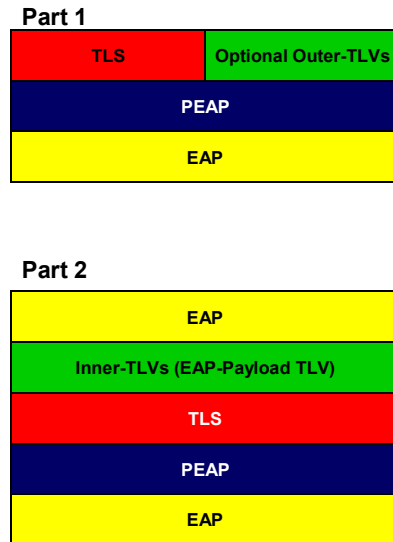 Part 1
TLS
Optional Outer-TLVs
PEAP
EAP
Part 2
EAP
Inner-TLVs (EAP-Payload TLV)
TLS
PEAP
EAP